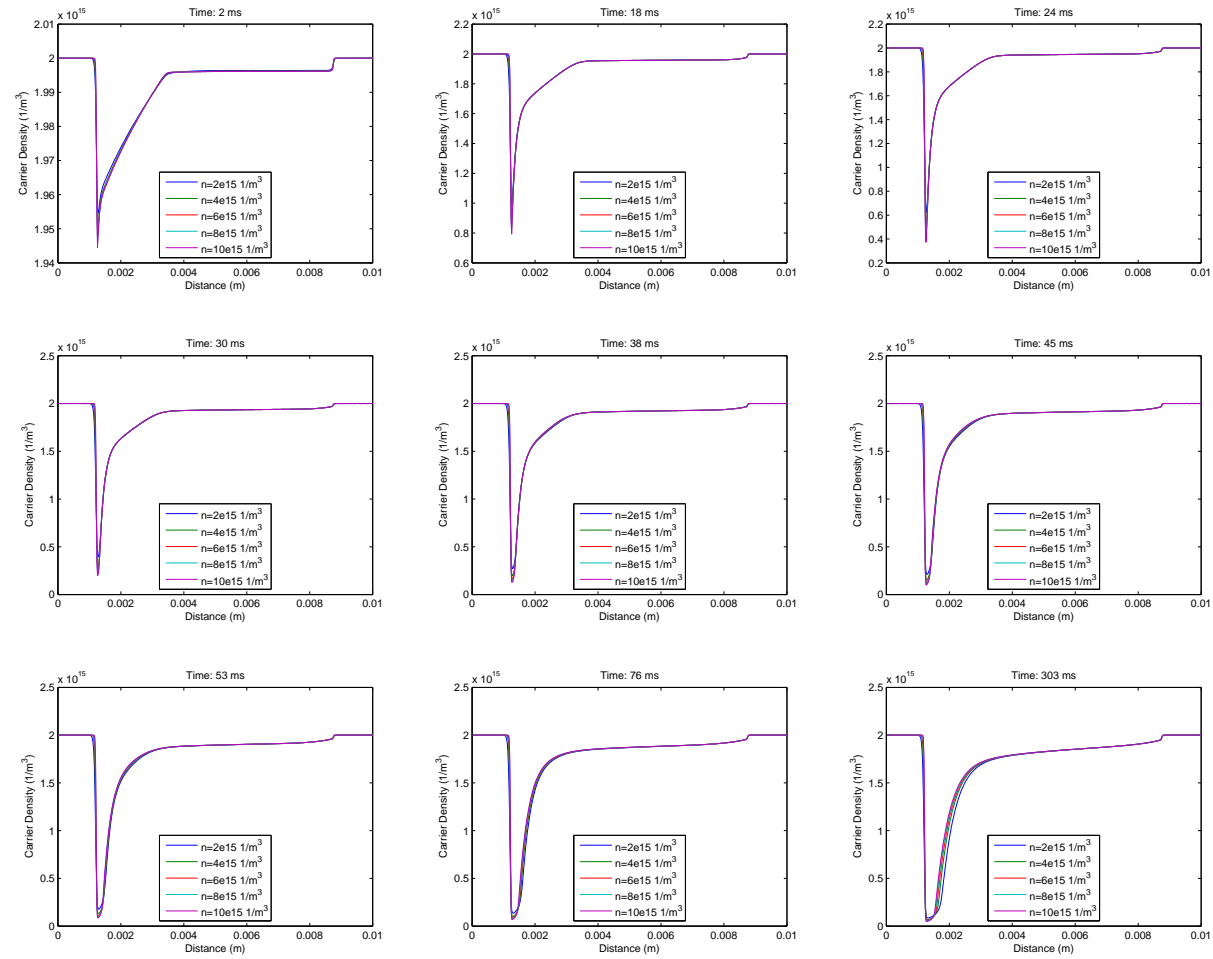 x 10^15
Time: 2 ms
2.01
2
1.99
1.98
1.97
1.96
1.95
1.94
Carrier Density (1/m^3)
n=2e15 1/m^3
n=4e15 1/m^3
n=6e15 1/m^3
n=8e15 1/m^3
n=10e15 1/m^3
0 0.002 0.004 0.006 0.008 0.01
Distance (m)
x 10^15
Time: 18 ms
2.2
2
1.8
1.6
1.4
1.2
1
0.8
0.6
Carrier Density (1/m^3)
n=2e15 1/m^3
n=4e15 1/m^3
n=6e15 1/m^3
n=8e15 1/m^3
n=10e15 1/m^3
0 0.002 0.004 0.006 0.008 0.01
Distance (m)
x 10^15
Time: 24 ms
2.2
2
1.8
1.6
1.4
1.2
1
0.8
0.6
0.4
0.2
Carrier Density (1/m^3)
n=2e15 1/m^3
n=4e15 1/m^3
n=6e15 1/m^3
n=8e15 1/m^3
n=10e15 1/m^3
0 0.002 0.004 0.006 0.008 0.01
Distance (m)
x 10^15
Time: 30 ms
2.5
2
1.5
1
0.5
0
Carrier Density (1/m^3)
n=2e15 1/m^3
n=4e15 1/m^3
n=6e15 1/m^3
n=8e15 1/m^3
n=10e15 1/m^3
0 0.002 0.004 0.006 0.008 0.01
Distance (m)
x 10^15
Time: 38 ms
2.5
2
1.5
1
0.5
0
Carrier Density (1/m^3)
n=2e15 1/m^3
n=4e15 1/m^3
n=6e15 1/m^3
n=8e15 1/m^3
n=10e15 1/m^3
0 0.002 0.004 0.006 0.008 0.01
Distance (m)
x 10^15
Time: 45 ms
2.5
2
1.5
1
0.5
0
Carrier Density (1/m^3)
n=2e15 1/m^3
n=4e15 1/m^3
n=6e15 1/m^3
n=8e15 1/m^3
n=10e15 1/m^3
0 0.002 0.004 0.006 0.008 0.01
Distance (m)
x 10^15
Time: 53 ms
2.5
2
1.5
1
0.5
0
Carrier Density (1/m^3)
n=2e15 1/m^3
n=4e15 1/m^3
n=6e15 1/m^3
n=8e15 1/m^3
n=10e15 1/m^3
0 0.002 0.004 0.006 0.008 0.01
Distance (m)
x 10^15
Time: 76 ms
2.5
2
1.5
1
0.5
0
Carrier Density (1/m^3)
n=2e15 1/m^3
n=4e15 1/m^3
n=6e15 1/m^3
n=8e15 1/m^3
n=10e15 1/m^3
0 0.002 0.004 0.006 0.008 0.01
Distance (m)
x 10^15
Time: 303 ms
2.5
2
1.5
1
0.5
0
Carrier Density (1/m^3)
n=2e15 1/m^3
n=4e15 1/m^3
n=6e15 1/m^3
n=8e15 1/m^3
n=10e15 1/m^3
0 0.002 0.004 0.006 0.008 0.01
Distance (m)